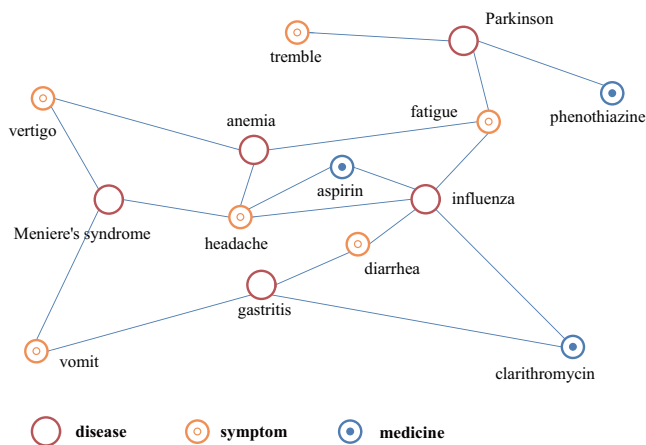 Parkinson
tremble
phenothiazine
fatigue
vertigo
anemia
aspirin
influenza
Meniere's syndrome
headache
diarrhea
gastritis
vomit
clarithromycin
disease symptom medicine